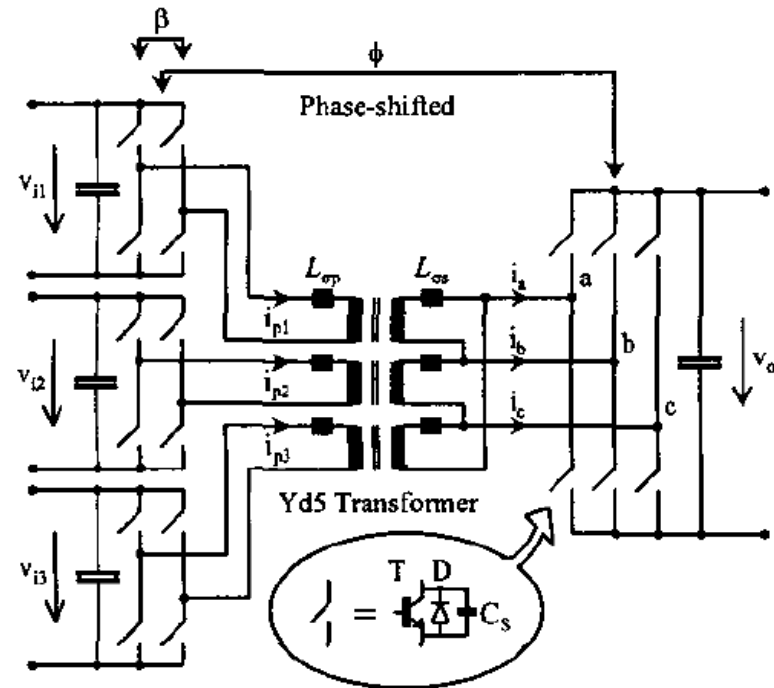 β
ϕ
Phase-shifted
v_i1
L_σp
L_σs
i_a
a
i_p1
i_b
b
v_i2
i_p2
v_o
i_c
c
i_p3
Yd5 Transformer
v_i3
=
T D
C_s